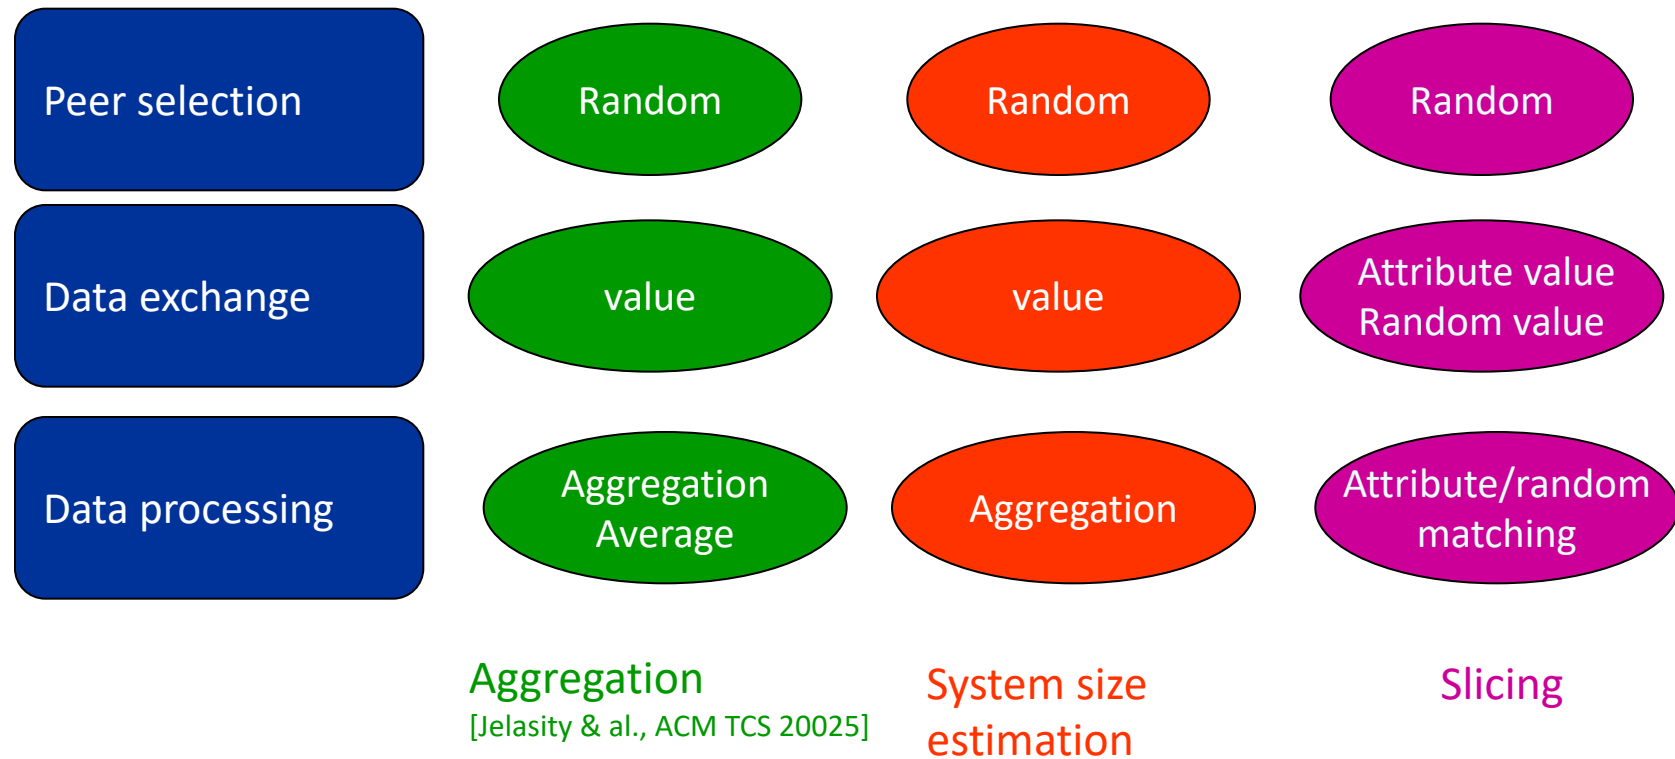 Peer selection
Random
Random
Random
Data exchange
value
value
Attribute value
Random value
Data processing
Aggregation
Average
Aggregation
Attribute/random
matching
Aggregation
[Jelasity & al., ACM TCS 20025]
System size
estimation
Slicing